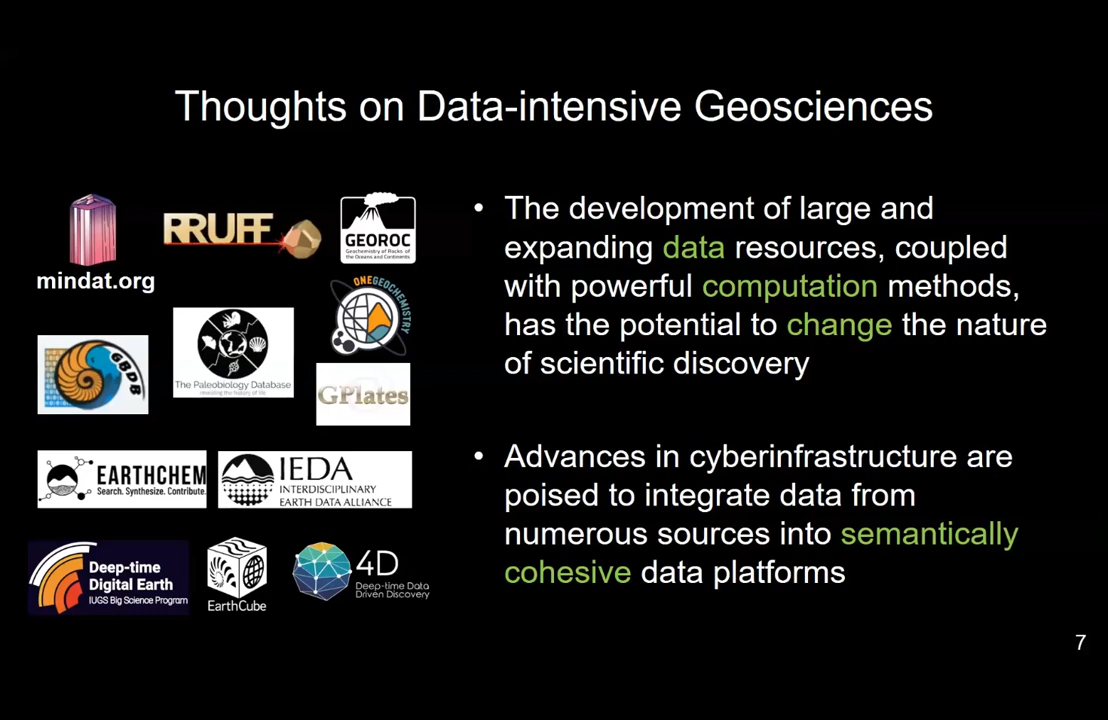 Thoughts on Data-intensive Geosciences
mindat.org
RRUFF
GEOROC
Geochemistry of Rocks of
the Oceans and Continents
ONEGEOCHEMISTRY
GBDB
The Paleobiology Database
revealing the history of life
GPlates
EARTHCHEM
Search. Synthesize. Contribute.
IEDA
INTERDISCIPLINARY
EARTH DATA ALLIANCE
Deep-time
Digital Earth
IUGS Big Science Program
EarthCube
4D
Deep-time Data
Driven Discovery
• The development of large and
expanding data resources, coupled
with powerful computation methods,
has the potential to change the nature
of scientific discovery
• Advances in cyberinfrastructure are
poised to integrate data from
numerous sources into semantically
cohesive data platforms
7